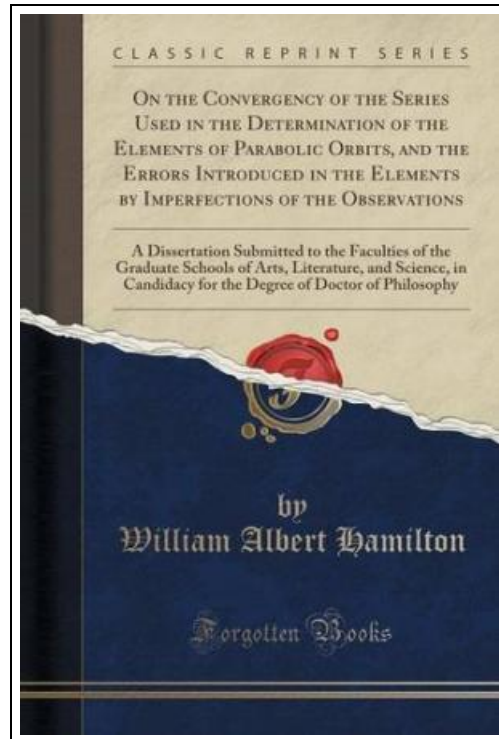 CLASSIC REPRINT SERIES
ON THE CONVERGENCY OF THE SERIES
USED IN THE DETERMINATION OF THE
ELEMENTS OF PARABOLIC ORBITS, AND THE
ERRORS INTRODUCED IN THE ELEMENTS
BY IMPERFECTIONS OF THE OBSERVATIONS
A Dissertation Submitted to the Faculties of the
Graduate Schools of Arts, Literature, and Science, in
Candidacy for the Degree of Doctor of Philosophy
by
William Albert Hamilton
Forgotten Books